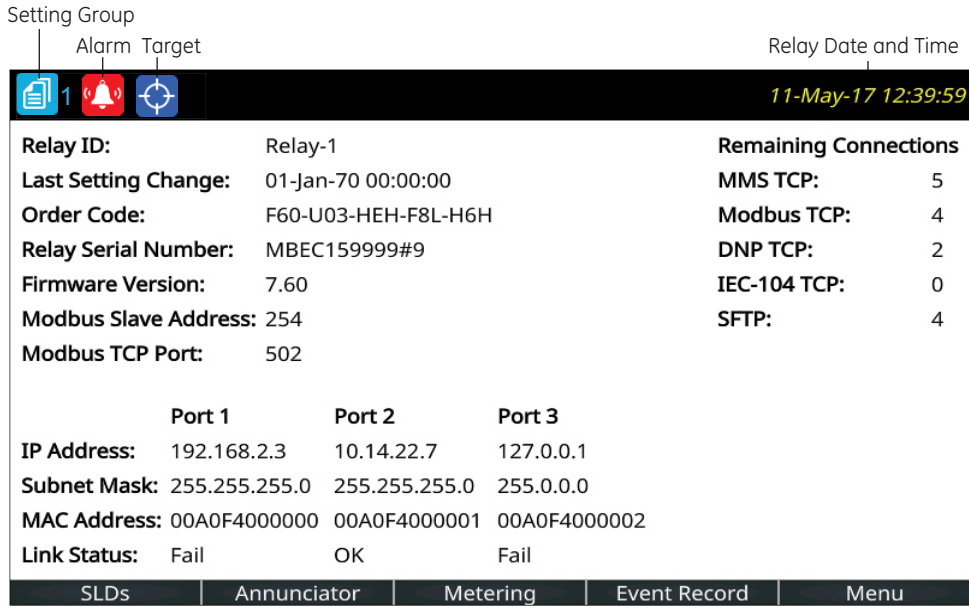 Setting Group
Alarm Target
Relay Date and Time
1
11-May-17 12:39:59
Relay ID: Relay-1
Remaining Connections
Last Setting Change: 01-Jan-70 00:00:00
MMS TCP: 5
Order Code: F60-U03-HEH-F8L-H6H
Modbus TCP: 4
Relay Serial Number: MBEC159999#9
DNP TCP: 2
Firmware Version: 7.60
IEC-104 TCP: 0
Modbus Slave Address: 254
SFTP: 4
Modbus TCP Port: 502
Port 1 Port 2 Port 3
IP Address: 192.168.2.3 10.14.22.7 127.0.0.1
Subnet Mask: 255.255.255.0 255.255.255.0 255.0.0.0
MAC Address: 00A0F4000000 00A0F4000001 00A0F4000002
Link Status: Fail OK Fail
SLDs Annunciator Metering Event Record Menu